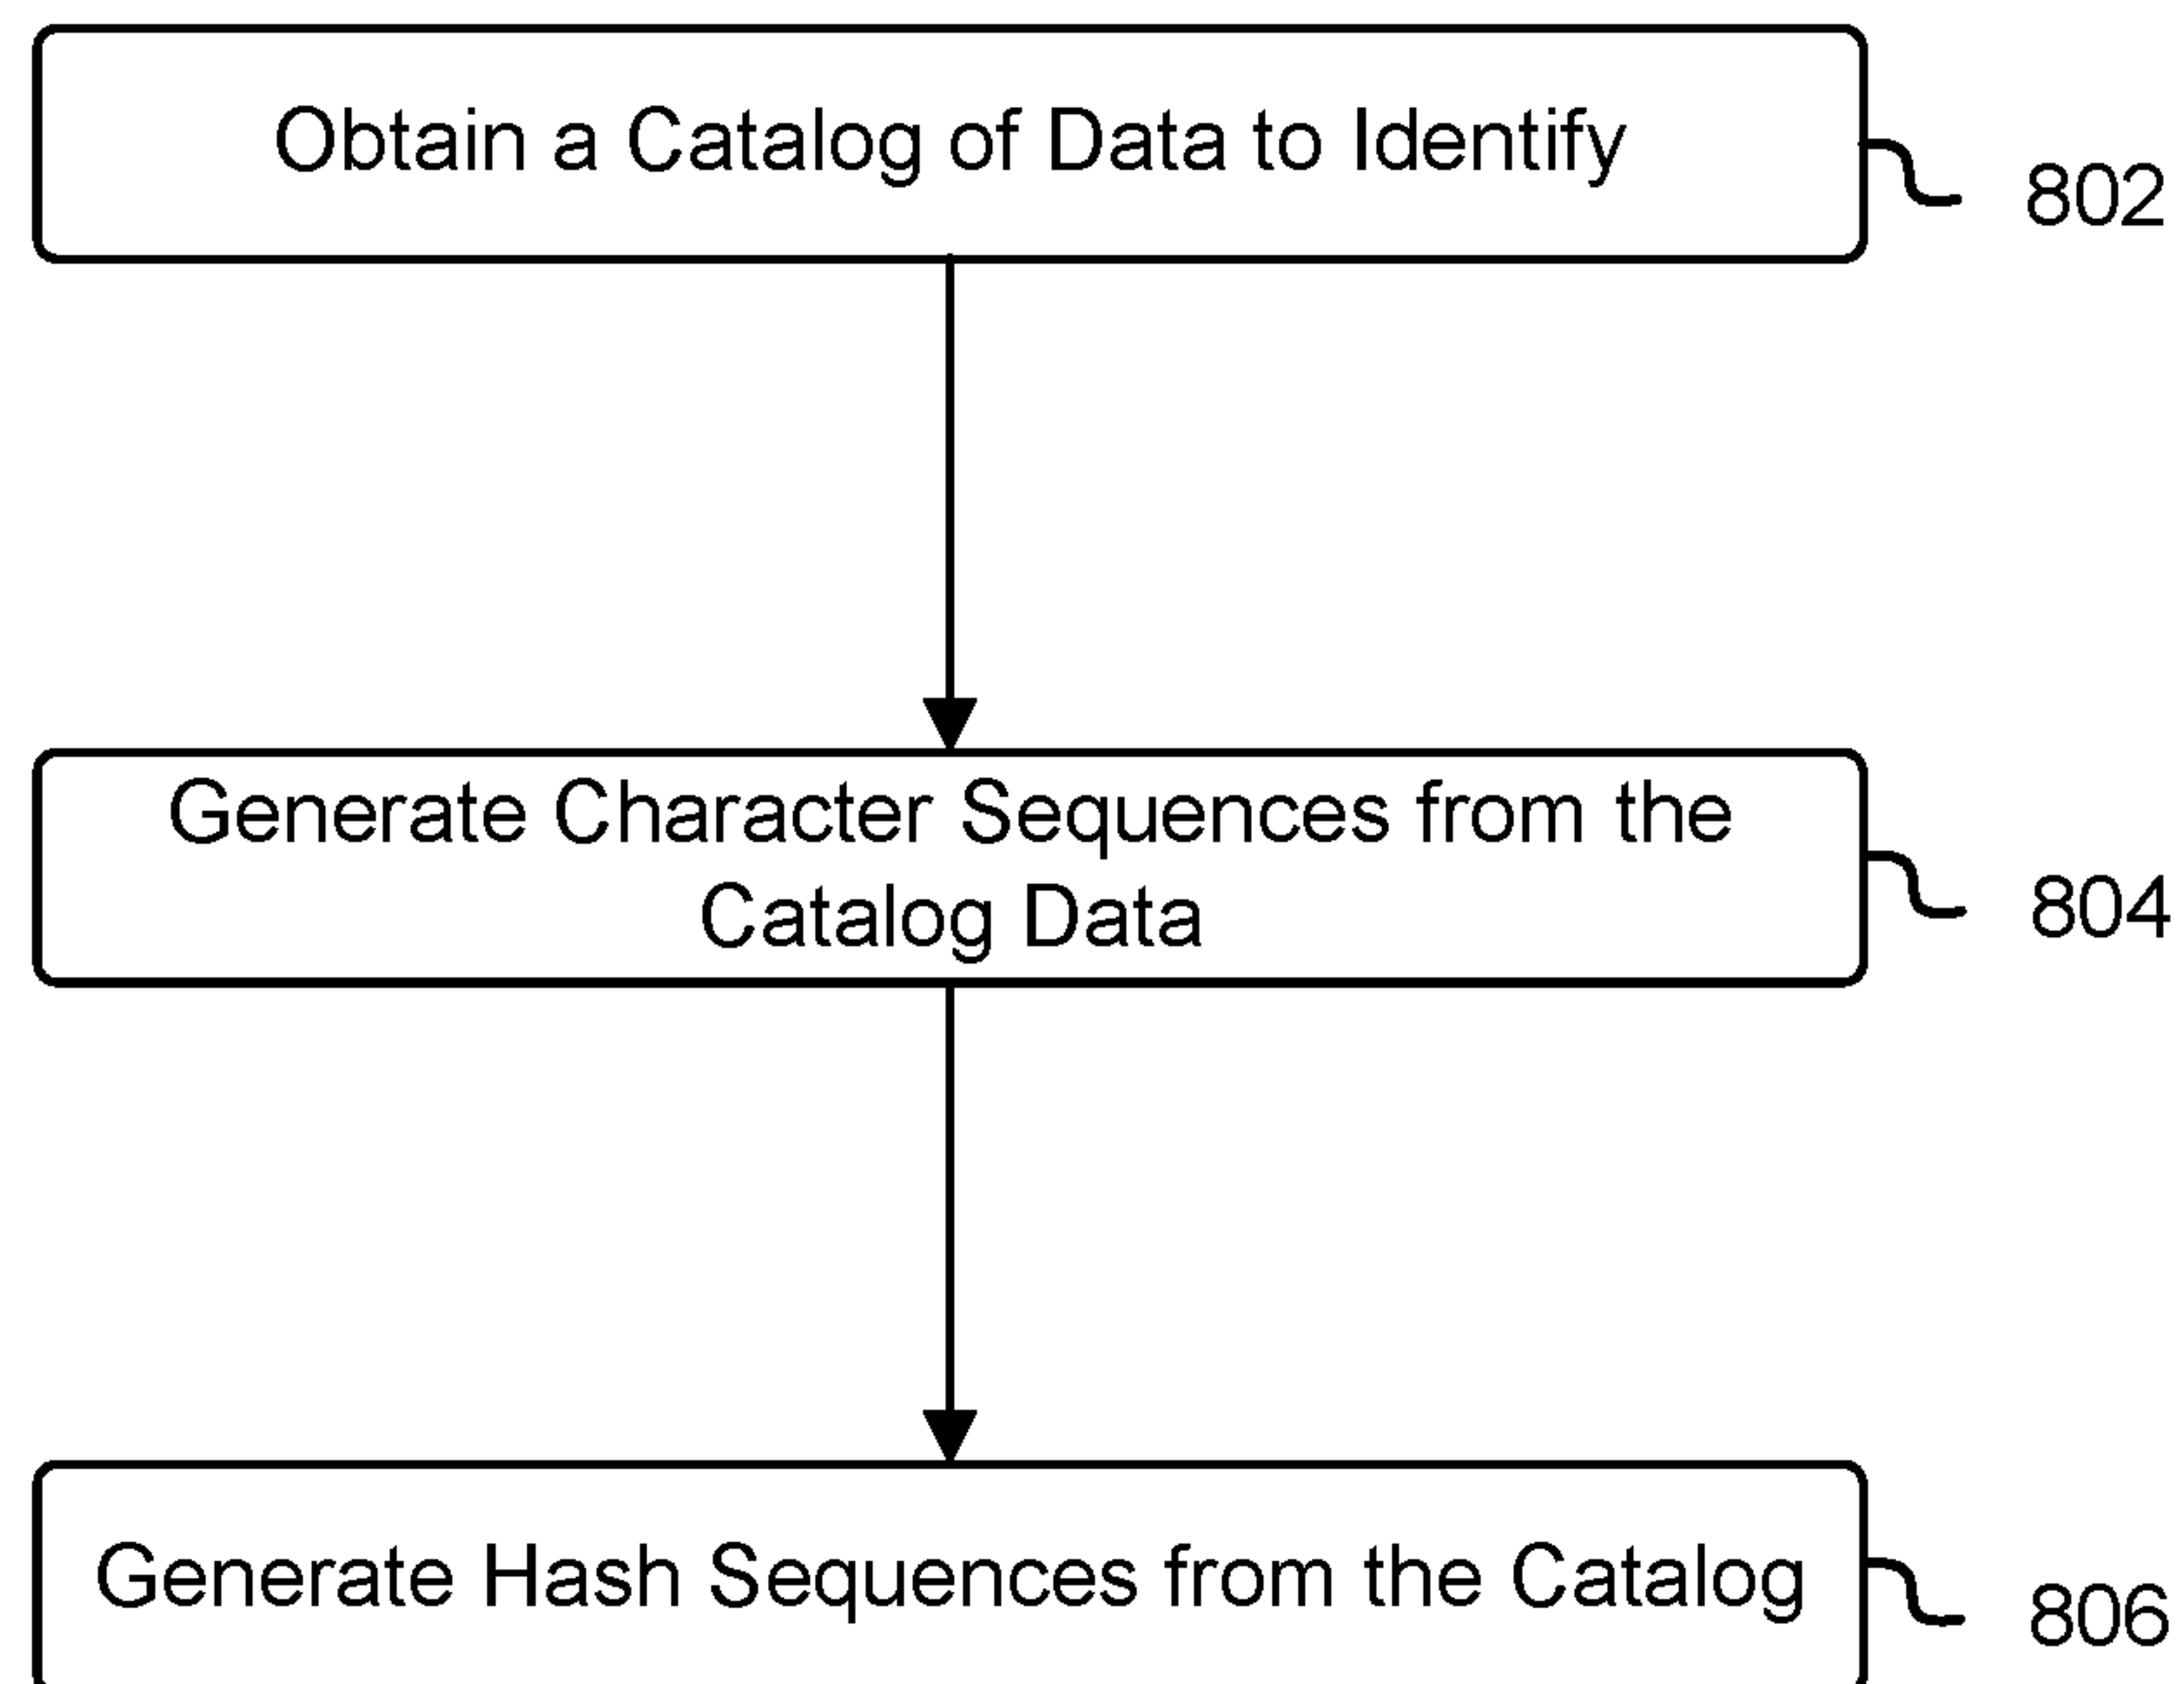 Obtain a Catalog of Data to Identify
802
Generate Character Sequences from the
Catalog Data
804
Generate Hash Sequences from the Catalog
806